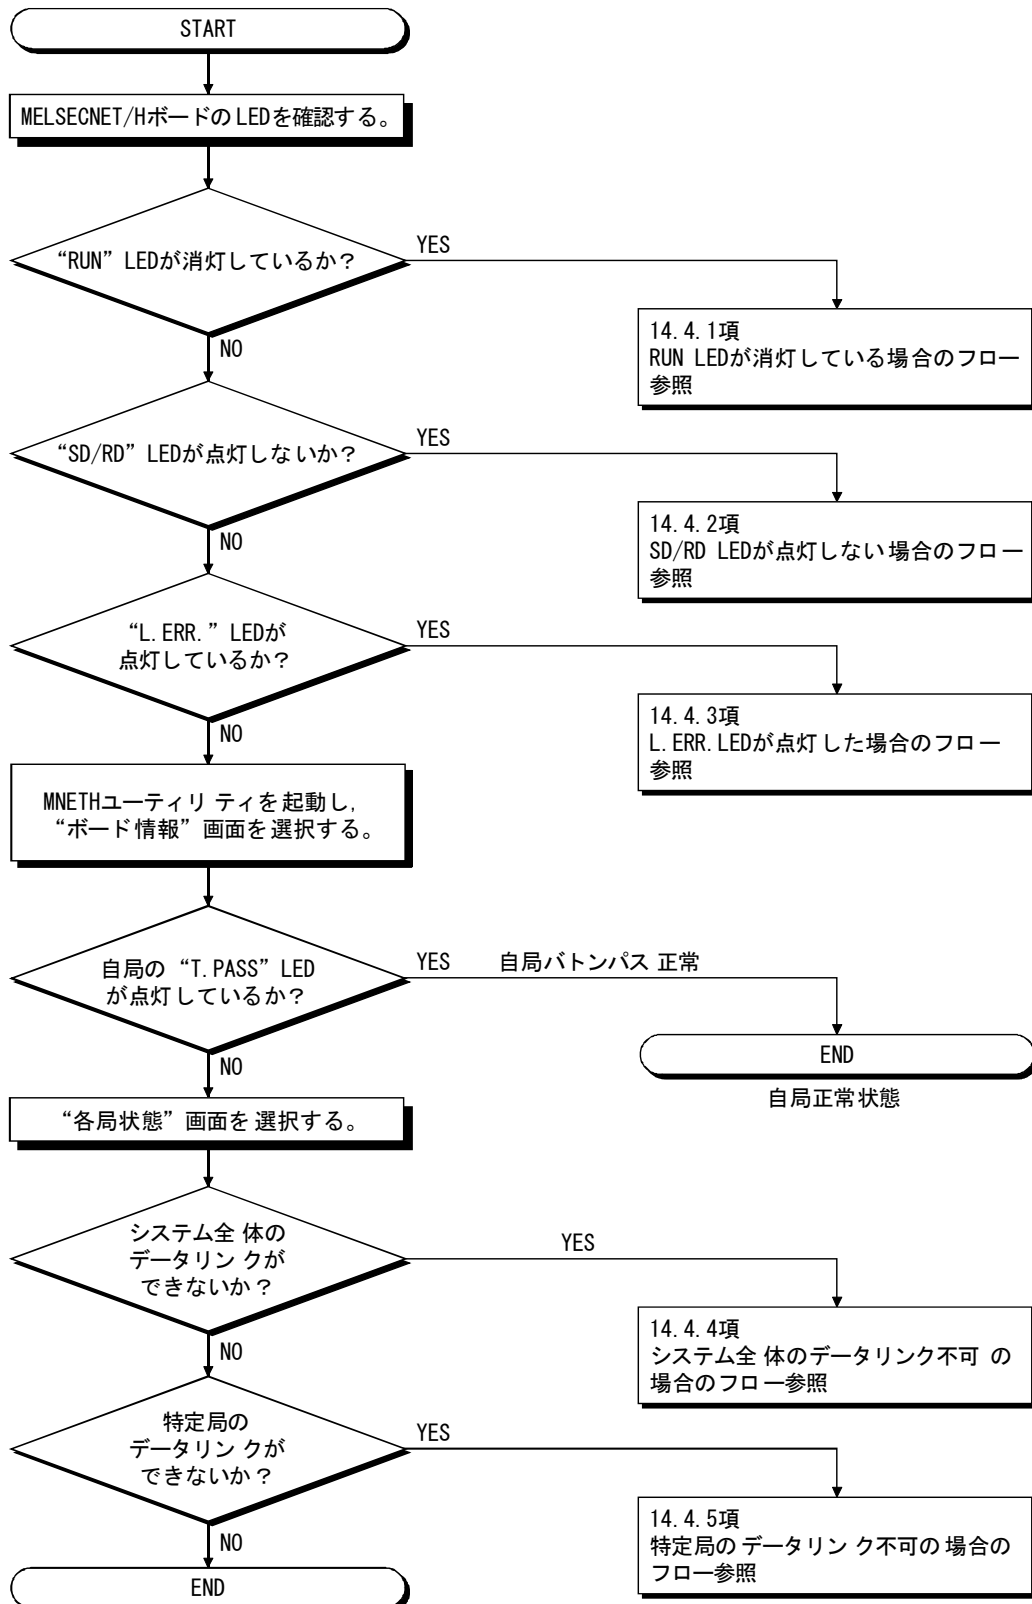 START
MELSECNET/HボードのLEDを確認する。
“RUN”LEDが消灯しているか？
YES
14.4.1項
RUN LEDが消灯している場合のフロー
参照
NO
“SD/RD”LEDが点灯しないか？
YES
14.4.2項
SD/RD LEDが点灯しない場合のフロー
参照
NO
“L.ERR.”LEDが
点灯しているか？
YES
14.4.3項
L.ERR.LEDが点灯した場合のフロー
参照
NO
MNETHユーティリティを起動し，
“ボード情報”画面を選択する。
自局の“T.PASS”LED
が点灯しているか？
YES 自局バトンパス正常
END
自局正常状態
NO
“各局状態”画面を選択する。
システム全体の
データリンクが
できないか？
YES
14.4.4項
システム全体のデータリンク不可の
場合のフロー参照
NO
特定局の
データリンクが
できないか？
YES
14.4.5項
特定局のデータリンク不可の場合の
フロー参照
NO
END